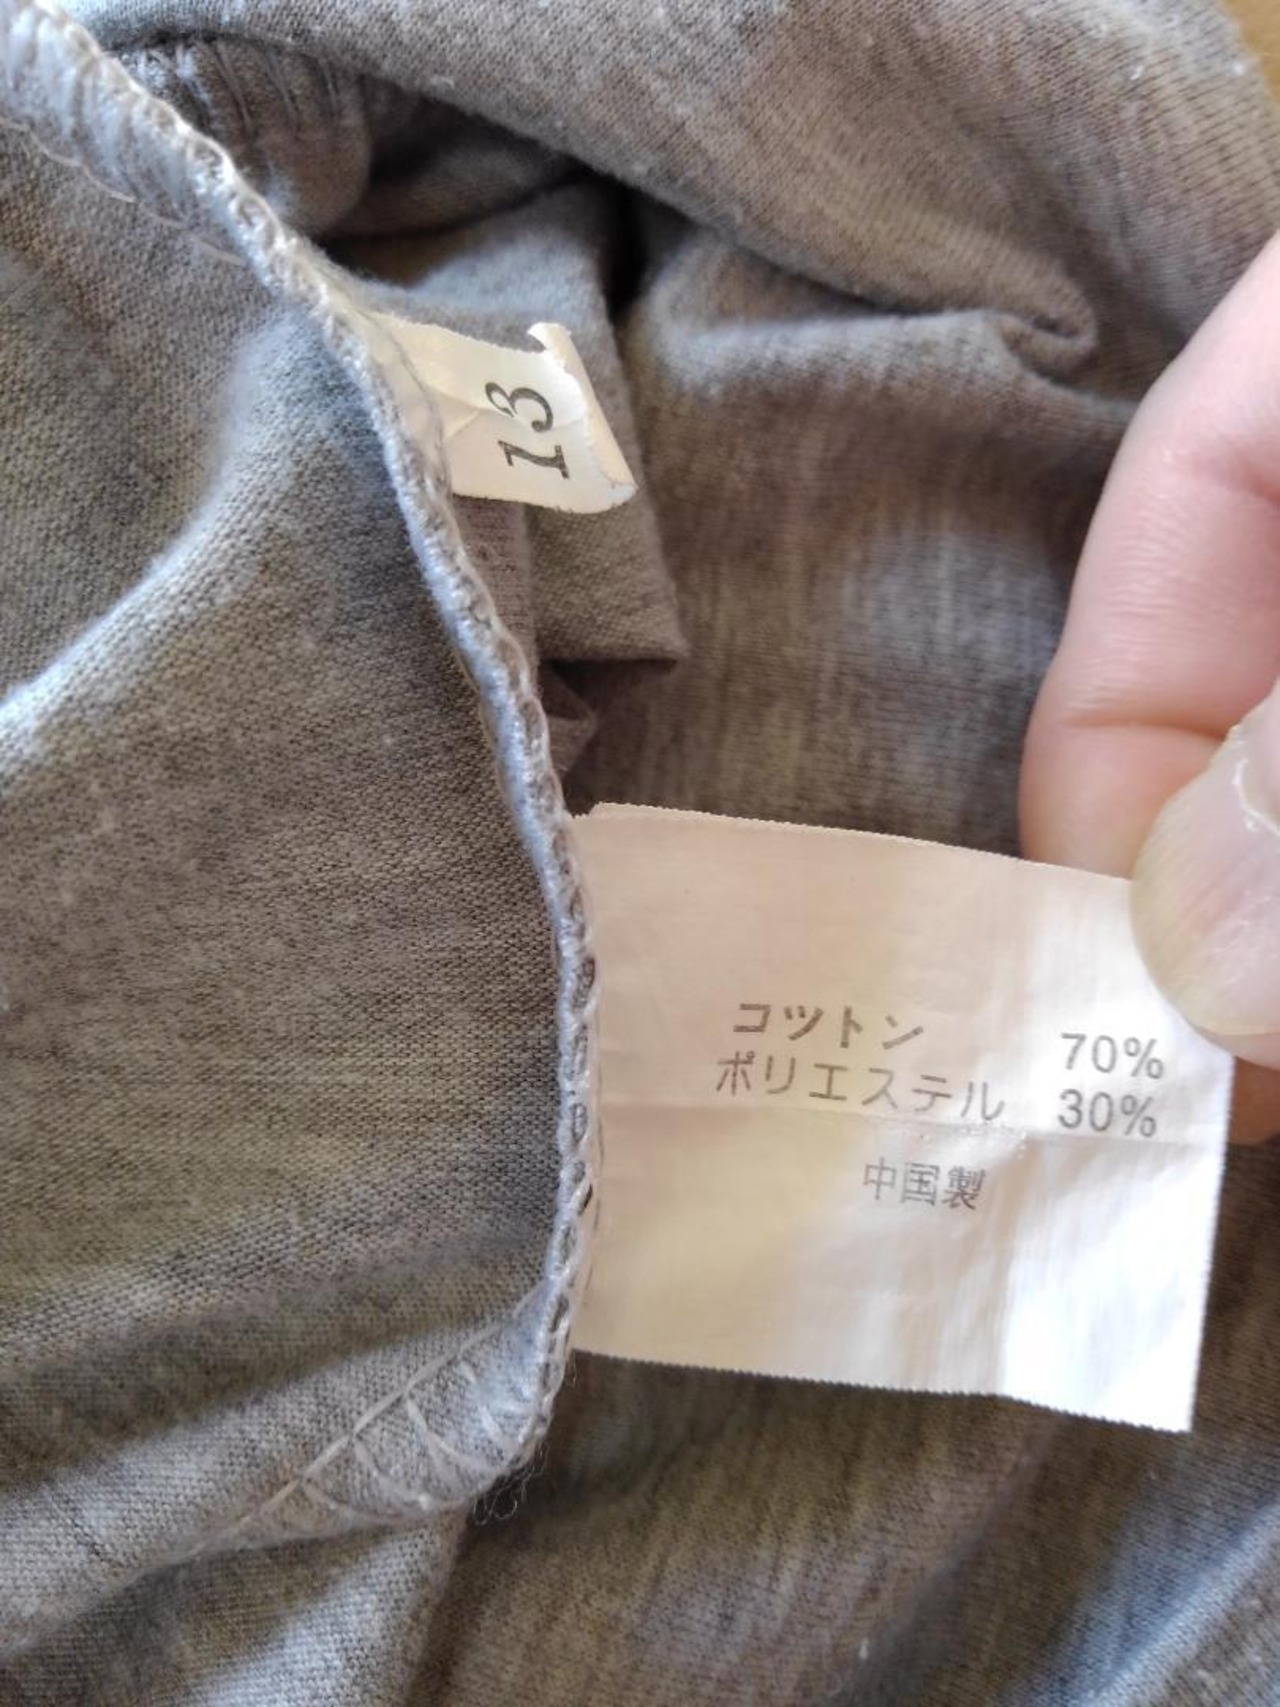 13
コットン 70%
ポリエステル 30%
中国製